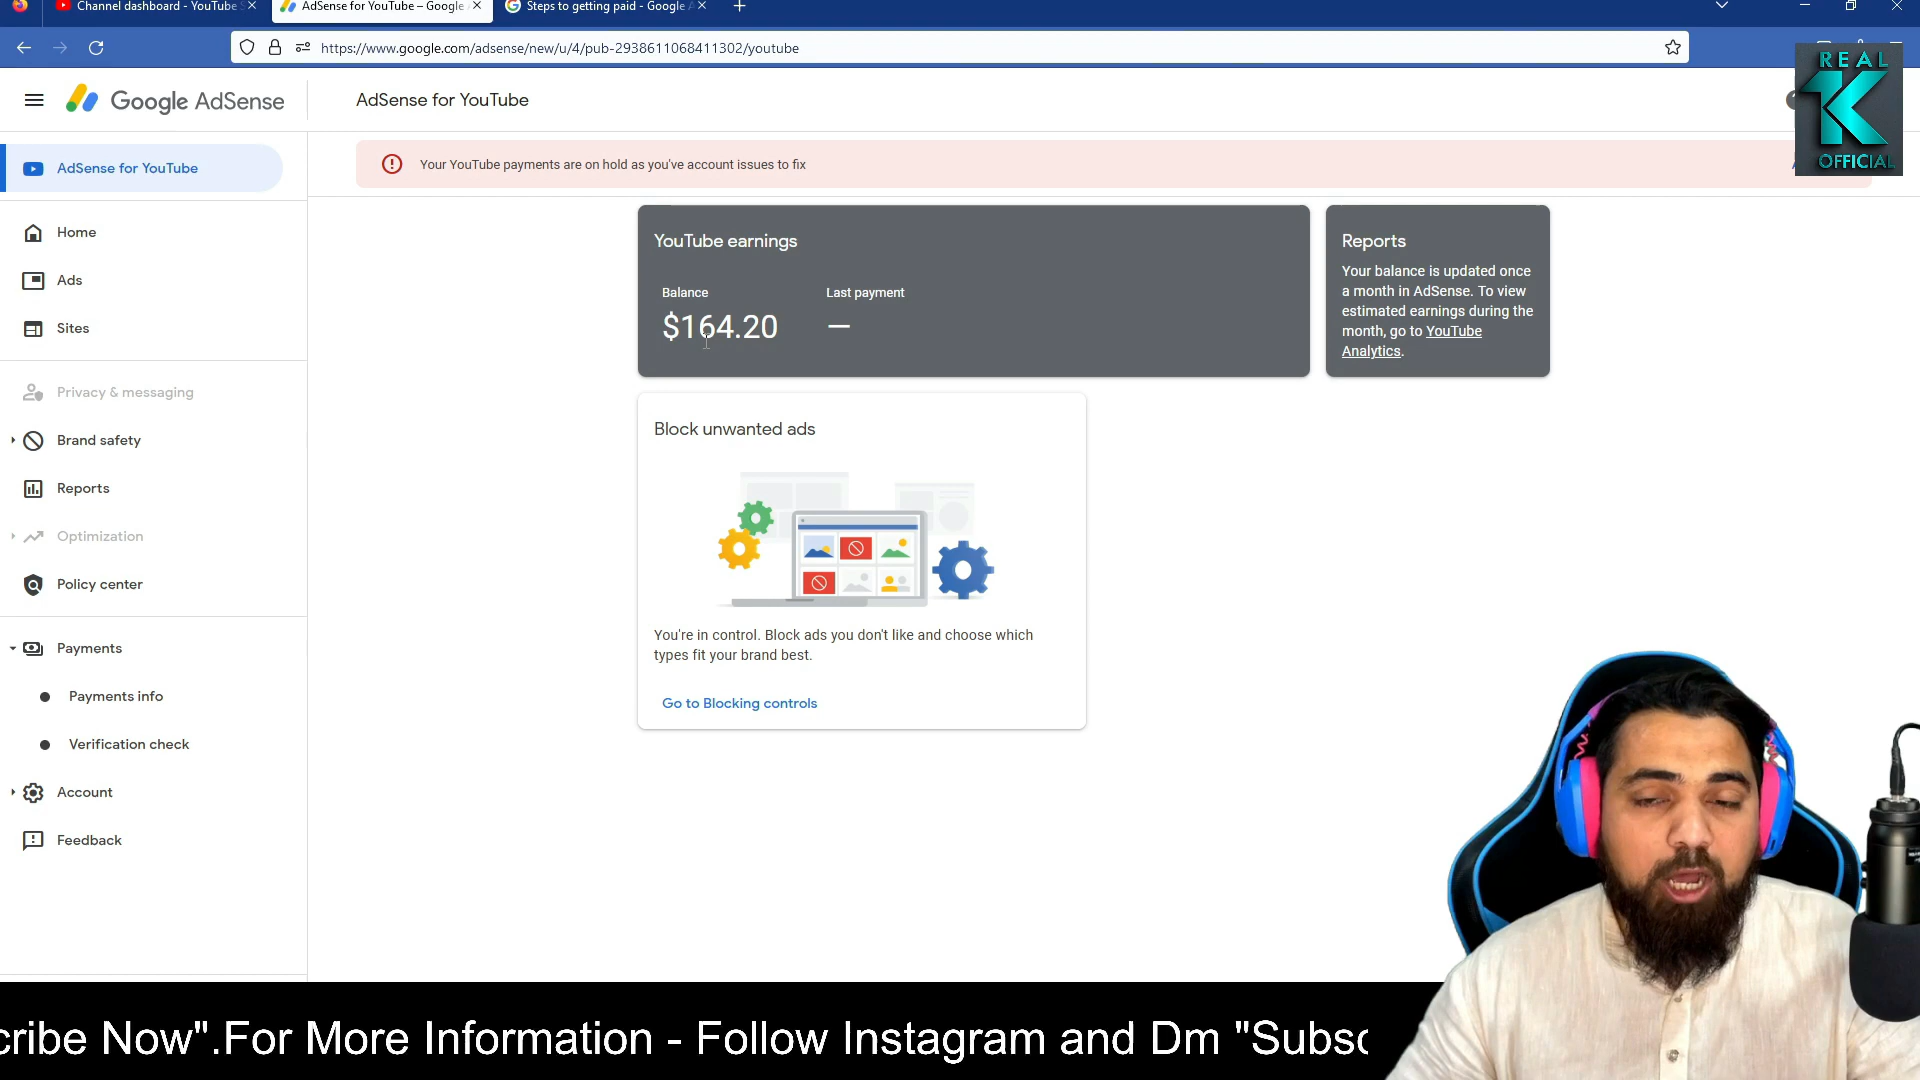 Channel dashboard - YouTube S
AdSense for YouTube – Google
Steps to getting paid - Google A
https://www.google.com/adsense/new/u/4/pub-2938611068411302/youtube
REAL
K
OFFICIAL
Google AdSense
AdSense for YouTube
AdSense for YouTube
Your YouTube payments are on hold as you've account issues to fix
Home
Ads
Sites
Privacy & messaging
Brand safety
Reports
Optimization
Policy center
Payments
Payments info
Verification check
Account
Feedback
YouTube earnings
Balance
Last payment
$164.20
—
Reports
Your balance is updated once
a month in AdSense. To view
estimated earnings during the
month, go to YouTube
Analytics.
Block unwanted ads
You're in control. Block ads you don't like and choose which
types fit your brand best.
Go to Blocking controls
cribe Now".For More Information - Follow Instagram and Dm "Subsc